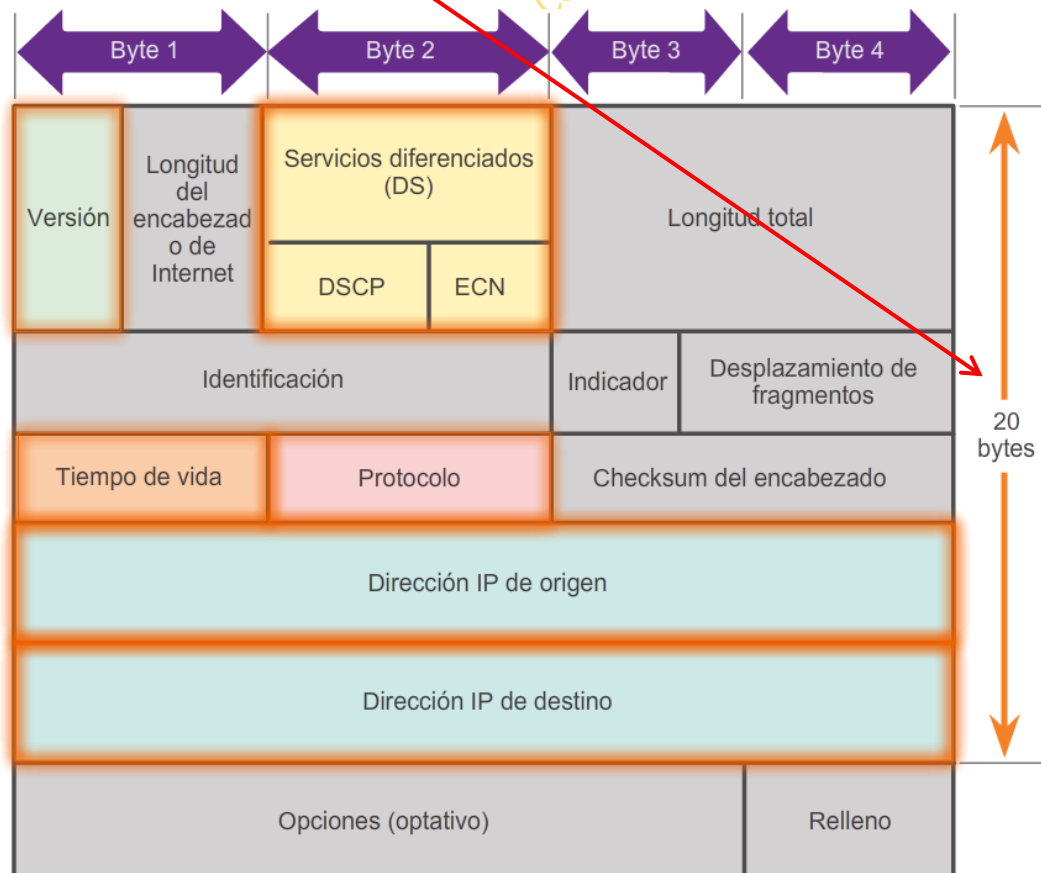 Byte 1
Byte 2
Byte 3
Byte 4
Versión
Longitud
del
encabezad
o de
Internet
Servicios diferenciados
(DS)
DSCP
ECN
Longitud total
Identificación
Indicador
Desplazamiento de
fragmentos
20
bytes
Tiempo de vida
Protocolo
Checksum del encabezado
Dirección IP de origen
Dirección IP de destino
Opciones (optativo)
Relleno